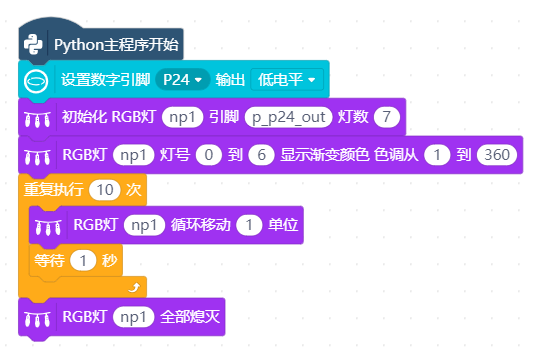 Python主程序开始
设置数字引脚 P24 输出 低电平
初始化 RGB灯 np1 引脚 p_p24_out 灯数 7
RGB灯 np1 灯号 0 到 6 显示渐变颜色 色调从 1 到 360
重复执行 10 次
RGB灯 np1 循环移动 1 单位
等待 1 秒
RGB灯 np1 全部熄灭